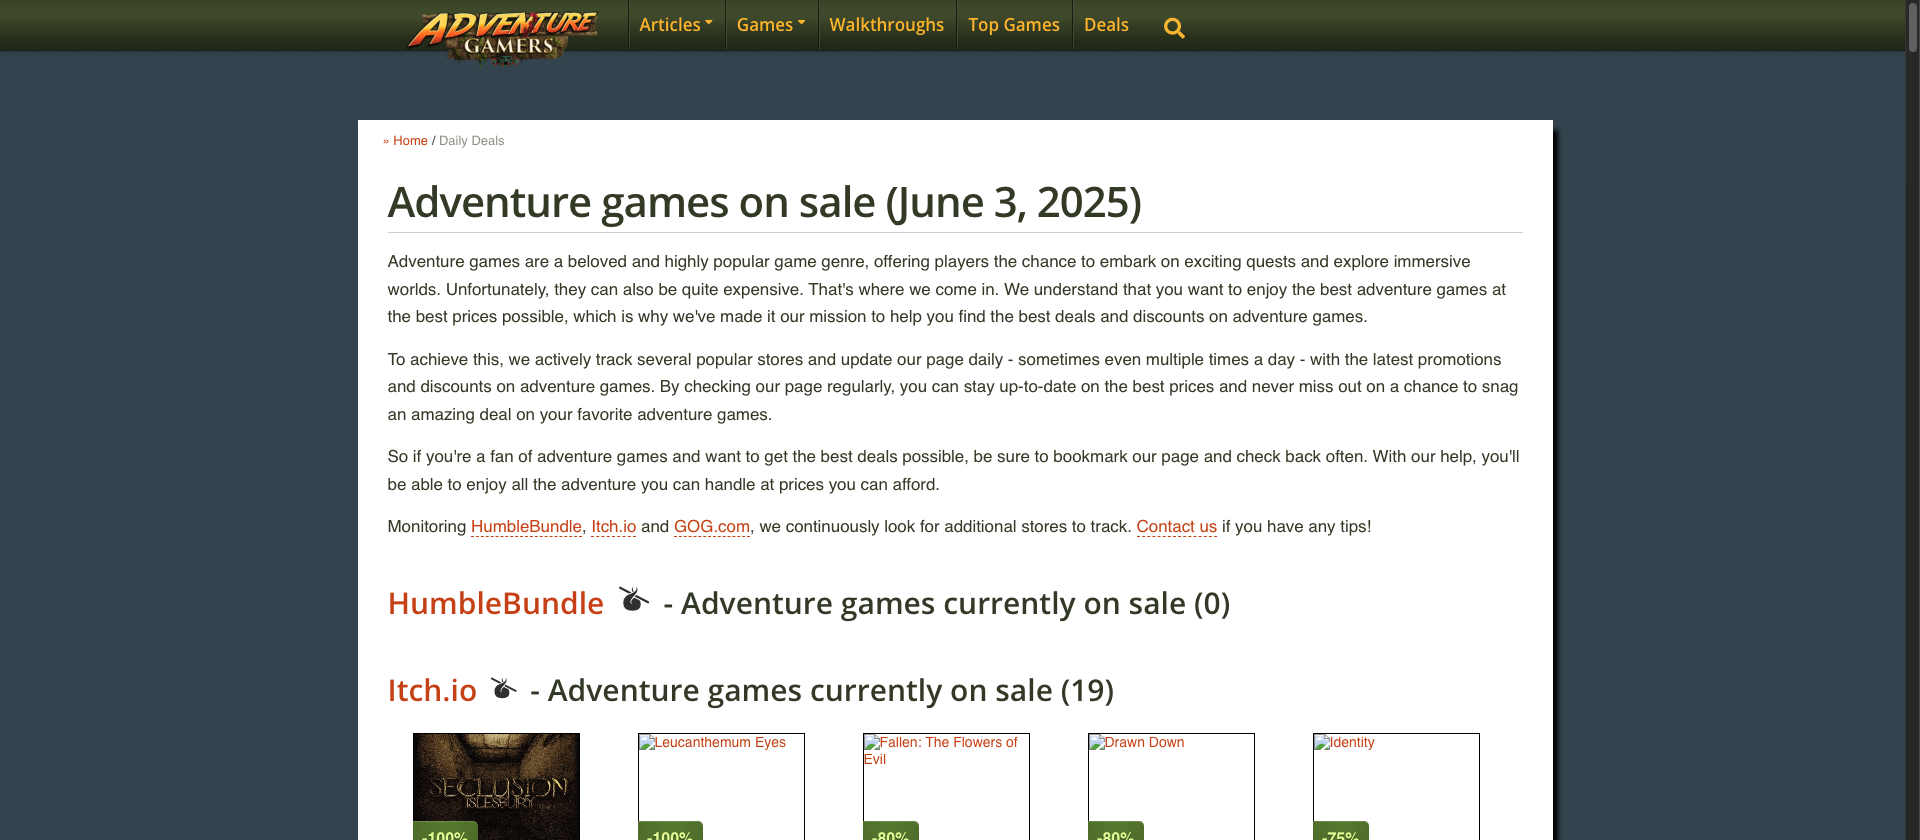 ADVENTURE
GAMERS
Articles
Games
Walkthroughs
Top Games
Deals
» Home / Daily Deals
Adventure games on sale (June 3, 2025)
Adventure games are a beloved and highly popular game genre, offering players the chance to embark on exciting quests and explore immersive
worlds. Unfortunately, they can also be quite expensive. That's where we come in. We understand that you want to enjoy the best adventure games at
the best prices possible, which is why we've made it our mission to help you find the best deals and discounts on adventure games.
To achieve this, we actively track several popular stores and update our page daily - sometimes even multiple times a day - with the latest promotions
and discounts on adventure games. By checking our page regularly, you can stay up-to-date on the best prices and never miss out on a chance to snag
an amazing deal on your favorite adventure games.
So if you're a fan of adventure games and want to get the best deals possible, be sure to bookmark our page and check back often. With our help, you'll
be able to enjoy all the adventure you can handle at prices you can afford.
Monitoring HumbleBundle, Itch.io and GOG.com, we continuously look for additional stores to track. Contact us if you have any tips!
HumbleBundle - Adventure games currently on sale (0)
Itch.io - Adventure games currently on sale (19)
SECLUSION
ISLESBURY
-100%
Leucanthemum Eyes
-100%
Fallen: The Flowers of
Evil
-80%
Drawn Down
-80%
Identity
-75%